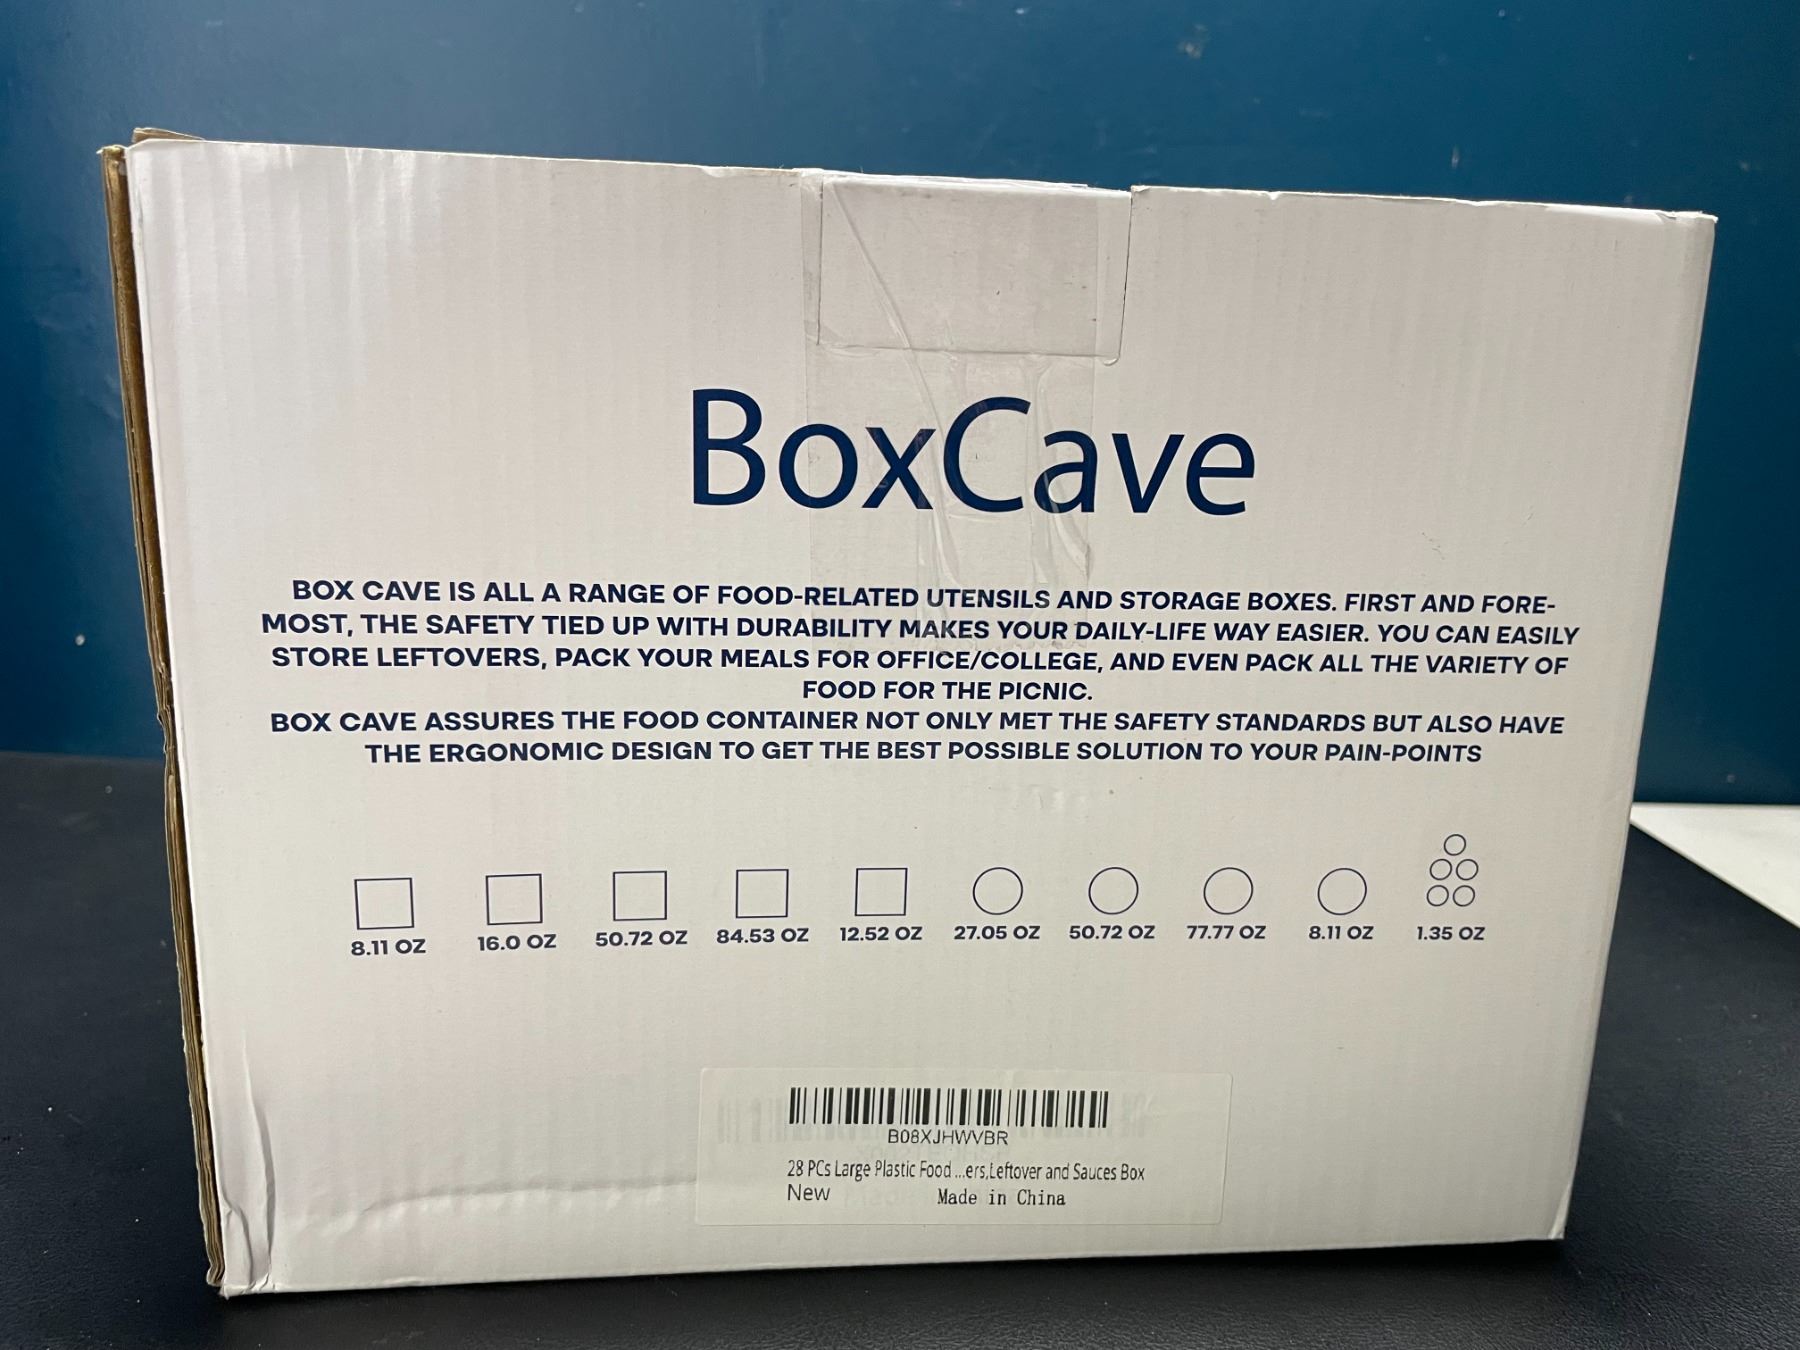 BoxCave
BOX CAVE IS ALL A RANGE OF FOOD-RELATED UTENSILS AND STORAGE BOXES. FIRST AND FORE-
MOST, THE SAFETY TIED UP WITH DURABILITY MAKES YOUR DAILY-LIFE WAY EASIER. YOU CAN EASILY
STORE LEFTOVERS, PACK YOUR MEALS FOR OFFICE/COLLEGE, AND EVEN PACK ALL THE VARIETY OF
FOOD FOR THE PICNIC.
BOX CAVE ASSURES THE FOOD CONTAINER NOT ONLY MET THE SAFETY STANDARDS BUT ALSO HAVE
THE ERGONOMIC DESIGN TO GET THE BEST POSSIBLE SOLUTION TO YOUR PAIN-POINTS
8.11 OZ 16.0 OZ 50.72 OZ 84.53 OZ 12.52 OZ 27.05 OZ 50.72 OZ 77.77 OZ 8.11 OZ 1.35 OZ
B08XJHWVBR
28 PCs Large Plastic Food ...ers,Leftover and Sauces Box
New Made in China